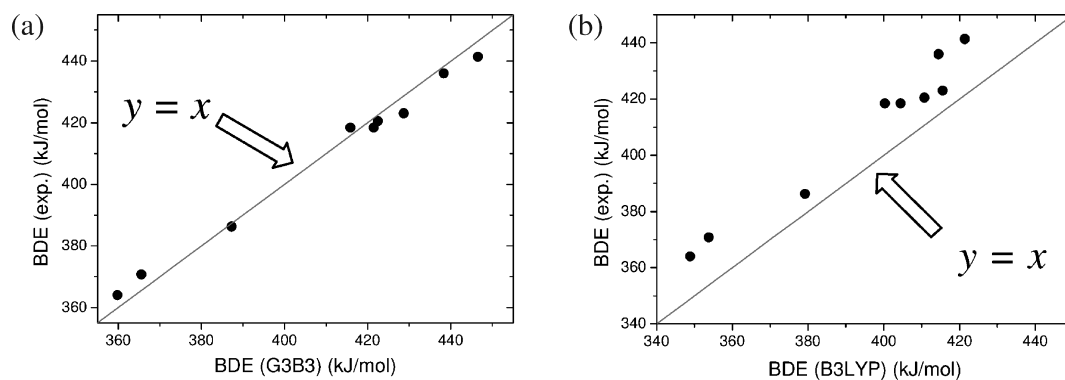 (a)
BDE (exp.) (kJ/mol)
440
420
400
380
360
y = x
360 380 400 420 440
BDE (G3B3) (kJ/mol)
(b)
BDE (exp.) (kJ/mol)
440
420
400
380
360
340
y = x
340 360 380 400 420 440
BDE (B3LYP) (kJ/mol)